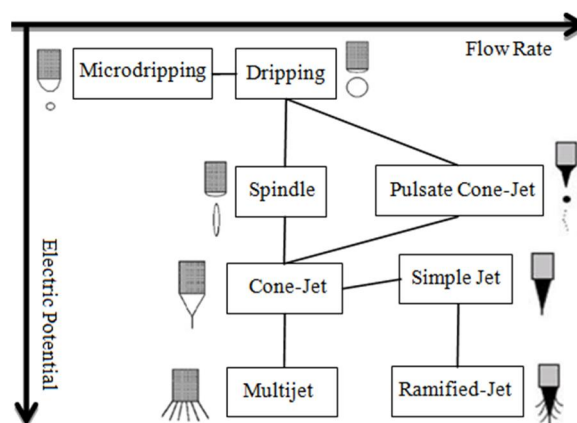 Flow Rate
Microdripping
Dripping
Spindle
Pulsate Cone-Jet
Electric Potential
Cone-Jet
Simple Jet
Multijet
Ramified-Jet